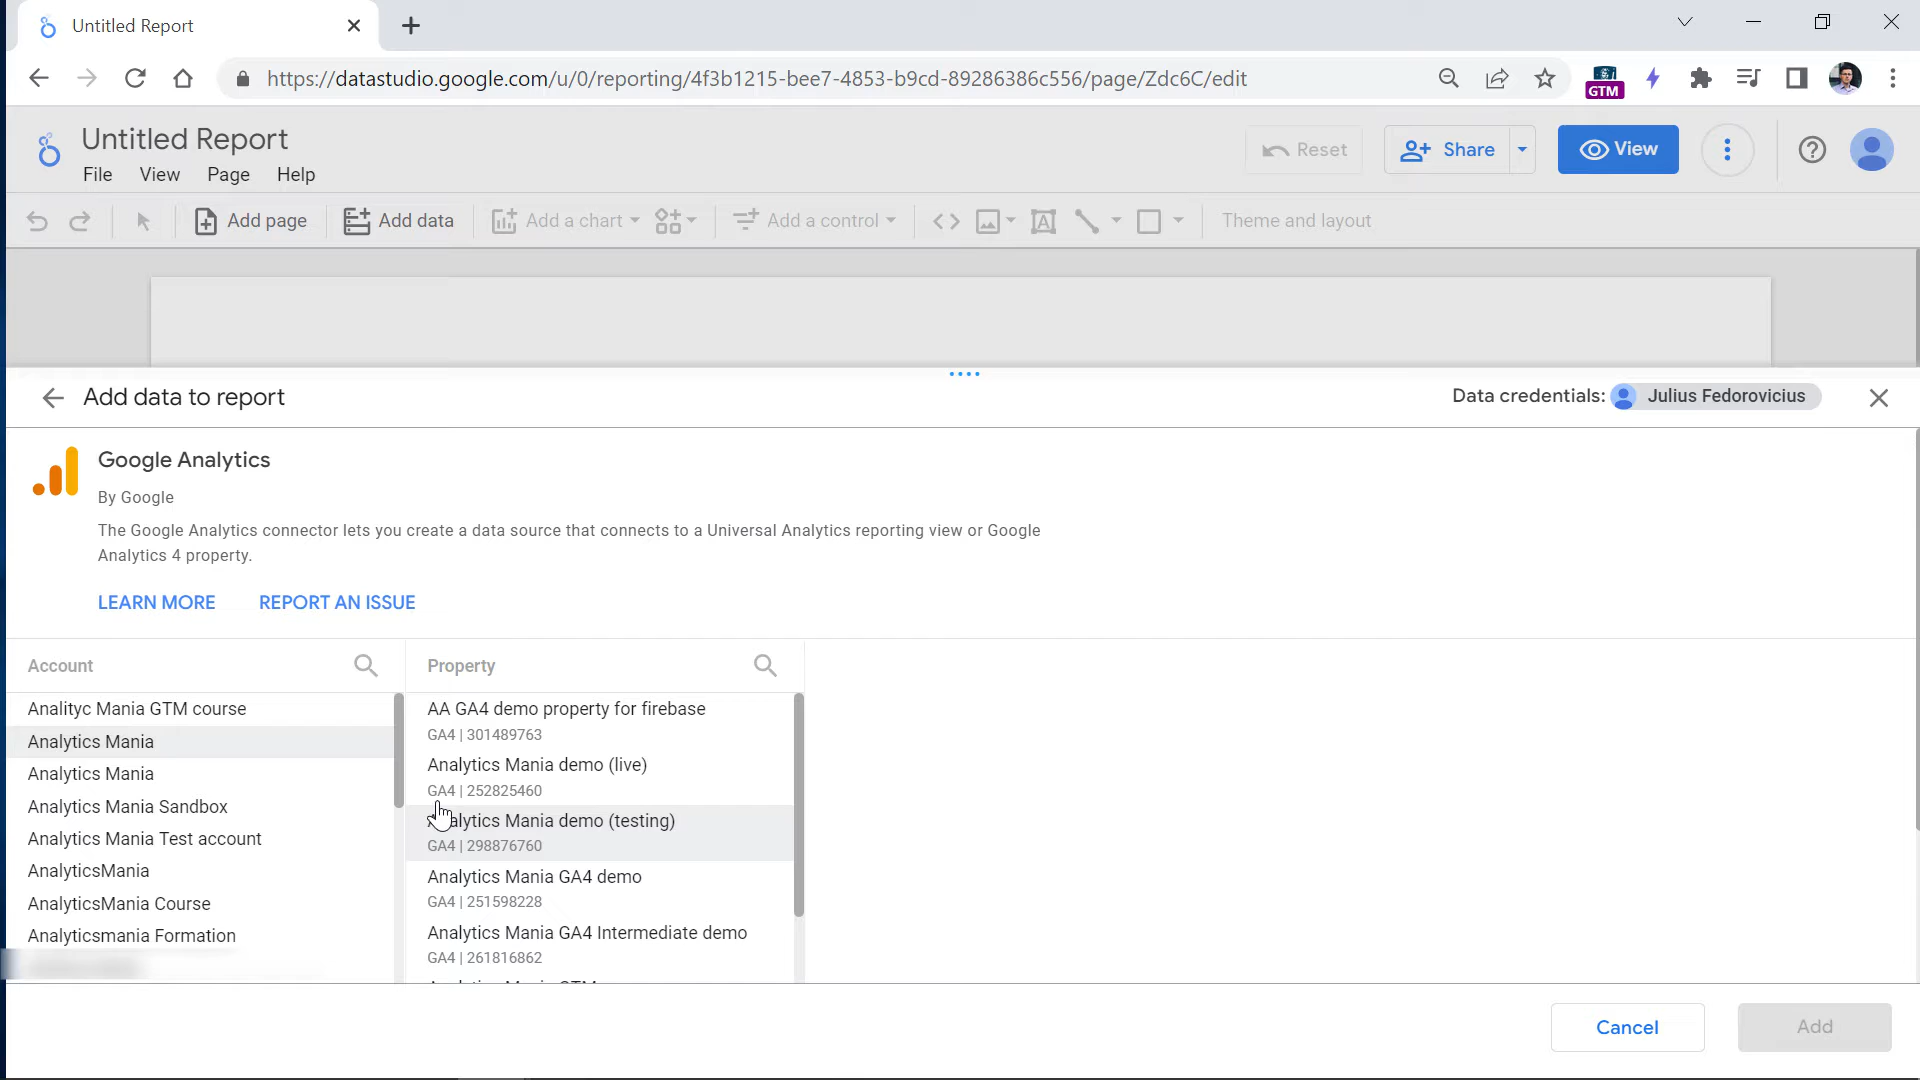 Untitled Report
https://datastudio.google.com/u/0/reporting/4f3b1215-bee7-4853-b9cd-89286386c556/page/Zdc6C/edit
GTM
Untitled Report
File View Page Help
Reset
Share
View
Add page
Add data
Add a chart
Add a control
Theme and layout
Add data to report
Data credentials: Julius Fedorovicius
Google Analytics
By Google
The Google Analytics connector lets you create a data source that connects to a Universal Analytics reporting view or Google
Analytics 4 property.
LEARN MORE REPORT AN ISSUE
Account
Analityc Mania GTM course
Analytics Mania
Analytics Mania
Analytics Mania Sandbox
Analytics Mania Test account
AnalyticsMania
AnalyticsMania Course
Analyticsmania Formation
Property
AA GA4 demo property for firebase
GA4 | 301489763
Analytics Mania demo (live)
GA4 | 252825460
Analytics Mania demo (testing)
GA4 | 298876760
Analytics Mania GA4 demo
GA4 | 251598228
Analytics Mania GA4 Intermediate demo
GA4 | 261816862
Cancel
Add